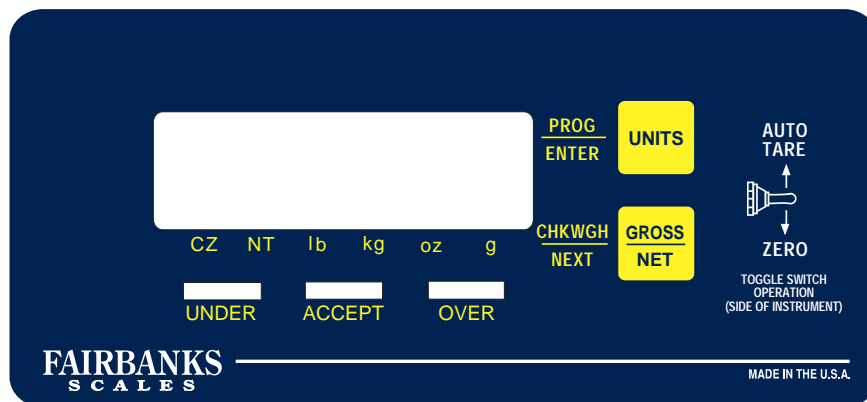 PROG
ENTER
UNITS
CHKWGH
NEXT
GROSS
NET
CZ NT lb kg oz g
UNDER ACCEPT OVER
AUTO
TARE
ZERO
TOGGLE SWITCH
OPERATION
(SIDE OF INSTRUMENT)
FAIRBANKS
SCALES
MADE IN THE U.S.A.